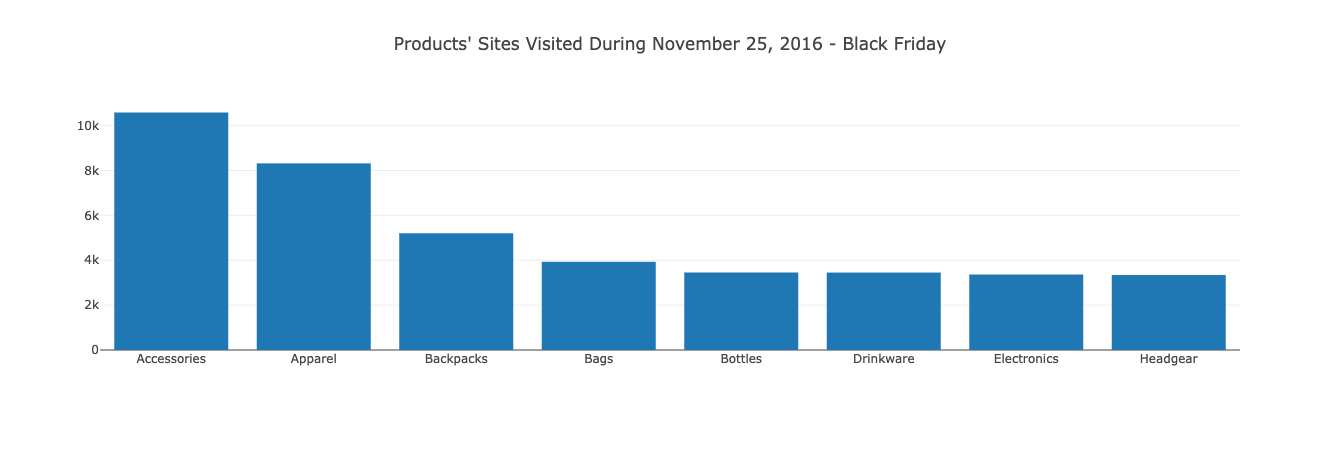 Products' Sites Visited During November 25, 2016 - Black Friday
10k
8k
6k
4k
2k
0
Accessories Apparel Backpacks Bags Bottles Drinkware Electronics Headgear